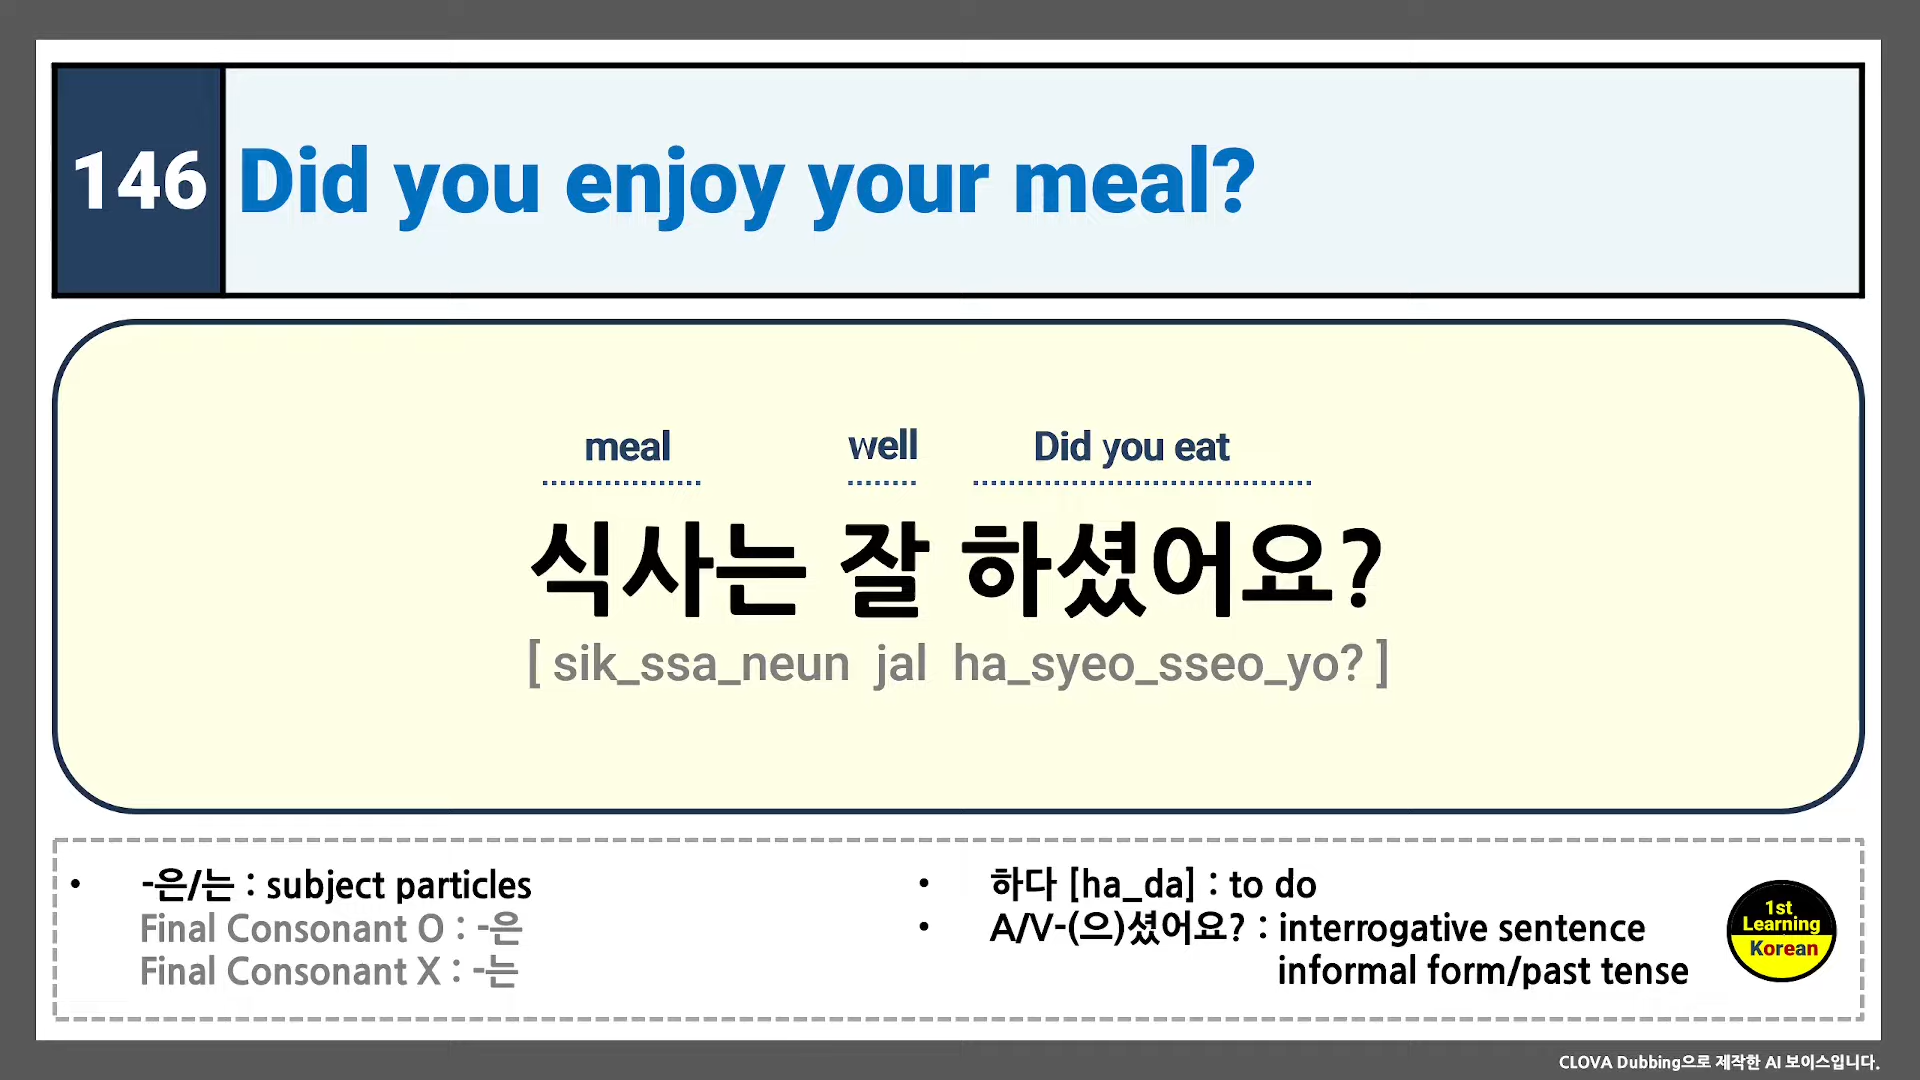 146
Did you enjoy your meal?
meal well Did you eat
식사는 잘 하셨어요?
[ sik_ssa_neun jal ha_syeo_sseo_yo? ]
• -은/는 : subject particles
Final Consonant O : -은
Final Consonant X : -는
• 하다 [ha_da] : to do
• A/V-(으)셨어요? : interrogative sentence
informal form/past tense
1st
Learning
Korean
CLOVA Dubbing으로 제작한 AI 보이스입니다.